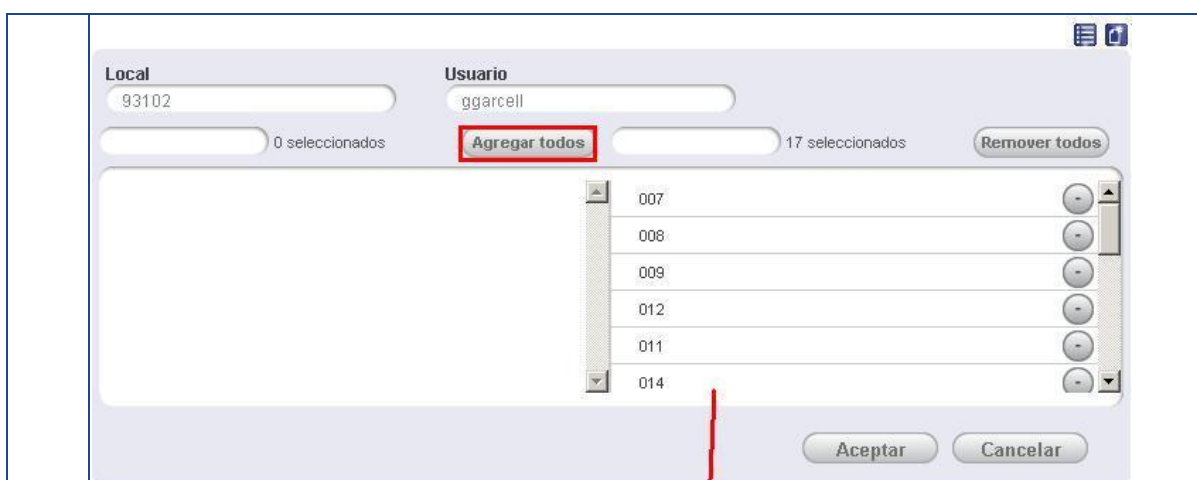 Local
Usuario
93102
ggarcell
0 seleccionados
Agregar todos
17 seleccionados
Remover todos
007
008
009
012
011
014
Aceptar
Cancelar